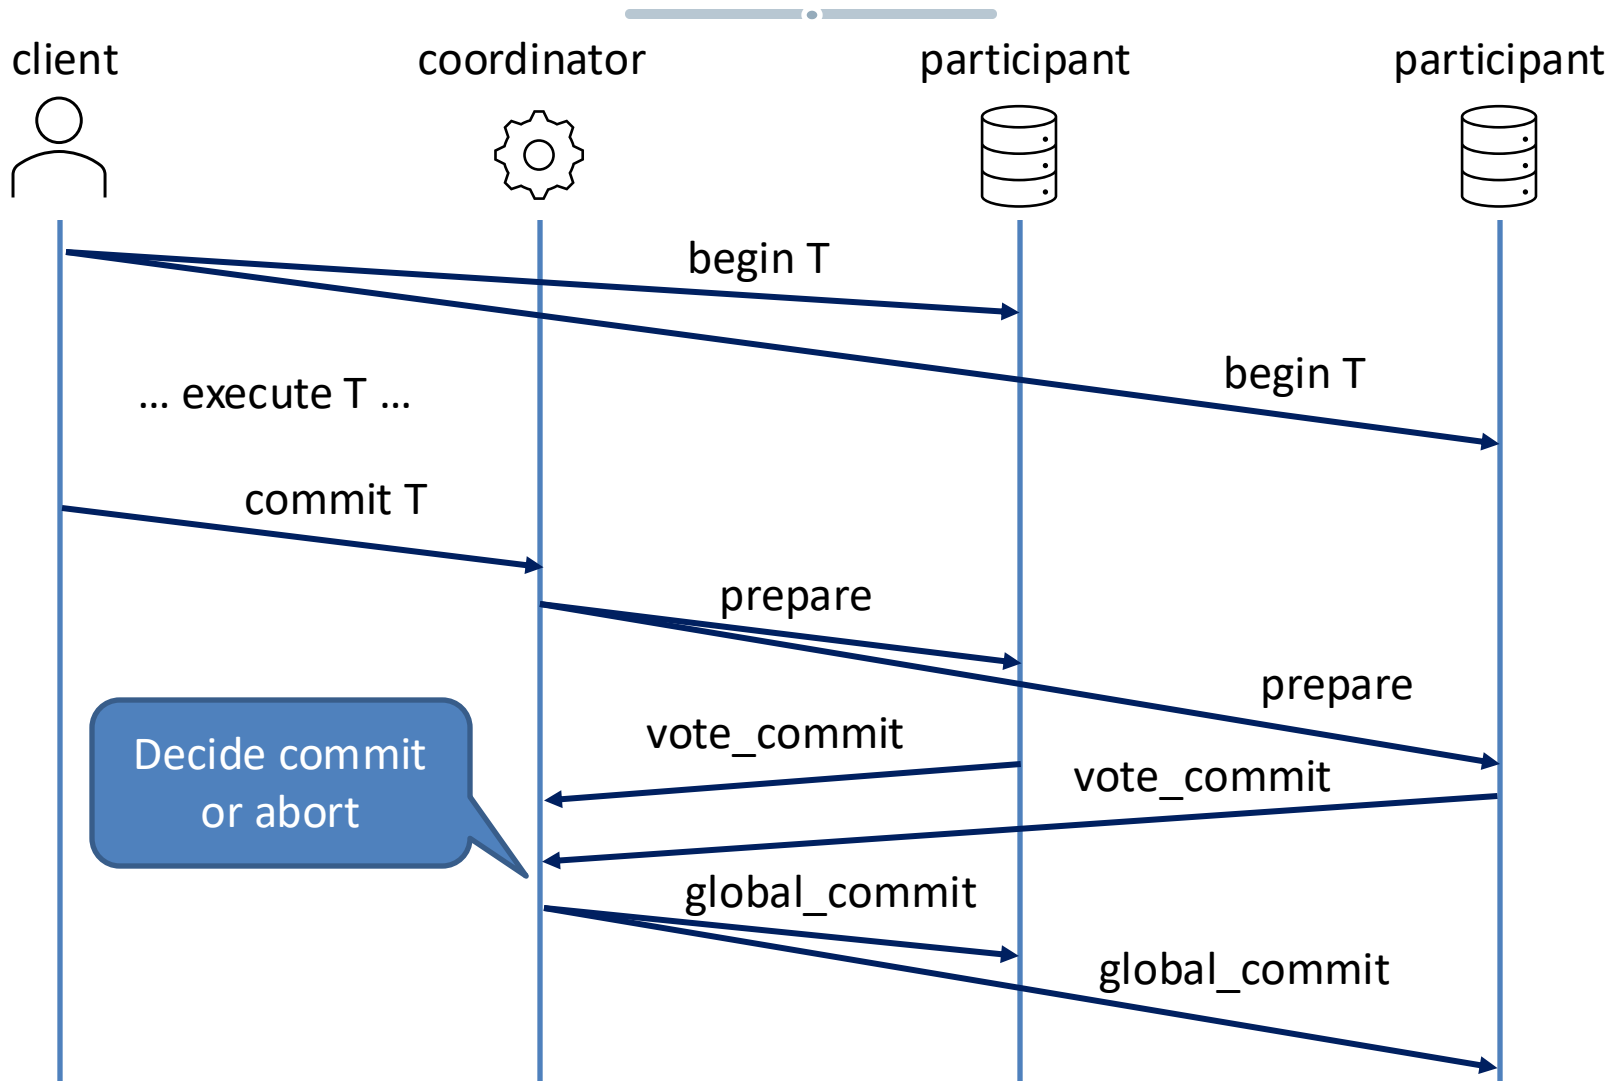 client
coordinator
participant
participant
begin T
begin T
... execute T ...
commit T
prepare
prepare
vote_commit
Decide commit
or abort
vote_commit
global_commit
global_commit